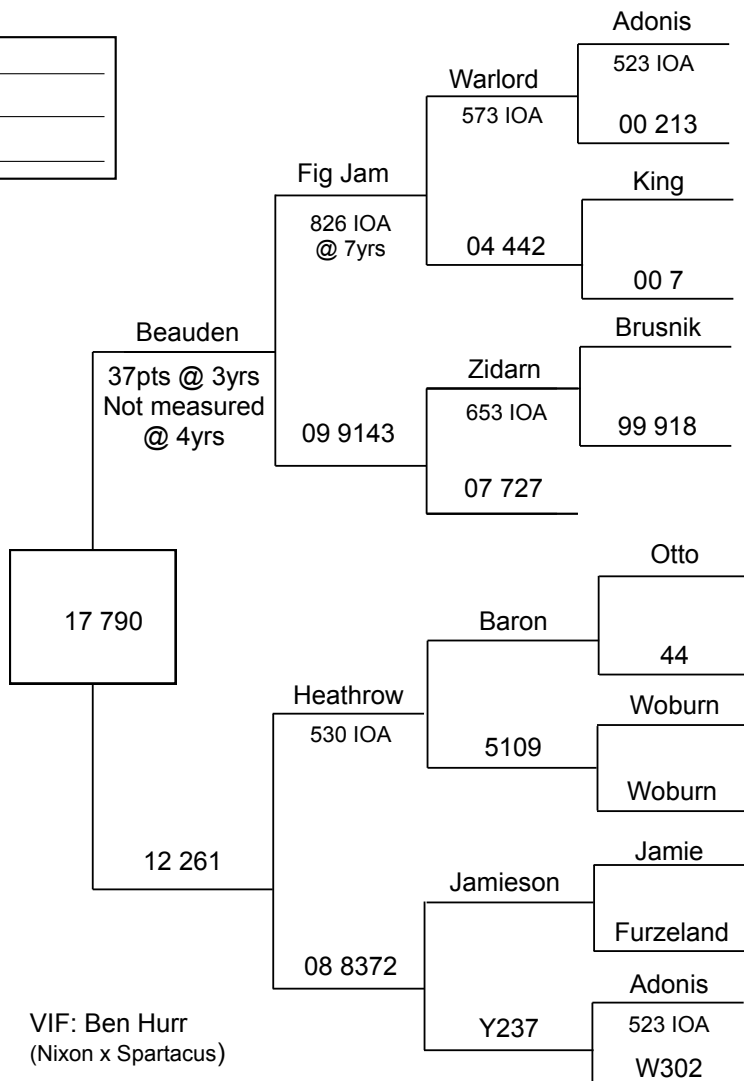 Adonis
523 IOA
Warlord
573 IOA
00 213
Fig Jam
826 IOA
@ 7yrs
King
04 442
00 7
Beauden
37pts @ 3yrs
Not measured
@ 4yrs
Brusnik
Zidarn
653 IOA
99 918
09 9143
07 727
17 790
Otto
Baron
44
Heathrow
530 IOA
Woburn
5109
Woburn
12 261
Jamie
Jamieson
Furzeland
08 8372
Adonis
523 IOA
Y237
W302
VIF: Ben Hurr
(Nixon x Spartacus)